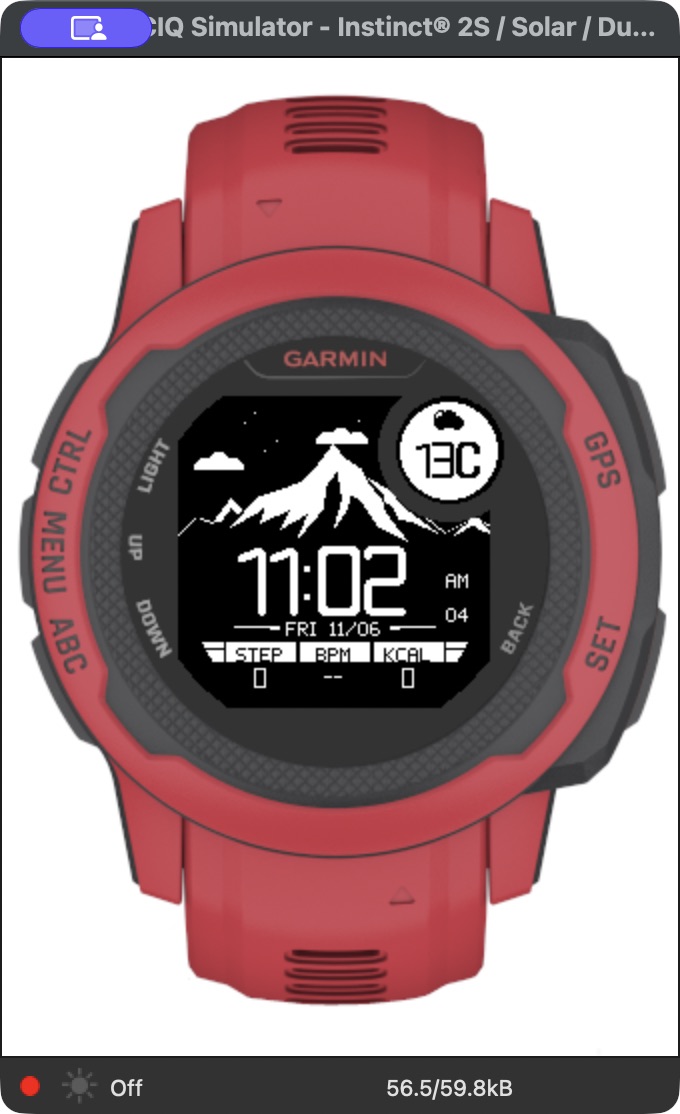 CIQ Simulator - Instinct® 2S / Solar / Du...
GARMIN
CTRL
LIGHT
GPS
13C
MENU
UP
11:02
AM
04
FRI 11/06
ABC
DOWN
BACK
SET
STEP BPM KCAL
0 -- 0
Off
56.5/59.8kB